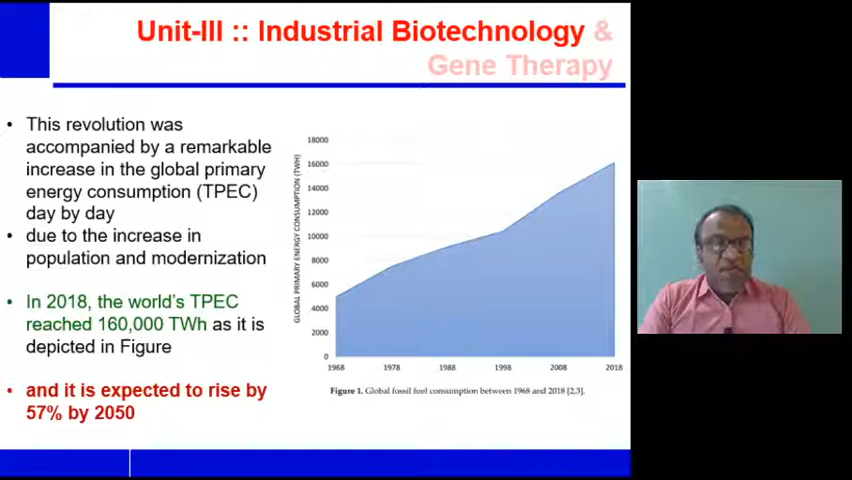 Unit-III :: Industrial Biotechnology &
Gene Therapy
• This revolution was
accompanied by a remarkable
increase in the global primary
energy consumption (TPEC)
day by day
• due to the increase in
population and modernization
• In 2018, the world's TPEC
reached 160,000 TWh as it is
depicted in Figure
• and it is expected to rise by
57% by 2050
GLOBAL PRIMARY ENERGY CONSUMPTION (TWH)
18000
16000
14000
12000
10000
8000
6000
4000
2000
0
1968 1978 1988 1998 2008 2018
Figure 1. Global fossil fuel consumption between 1968 and 2018 [2,3].